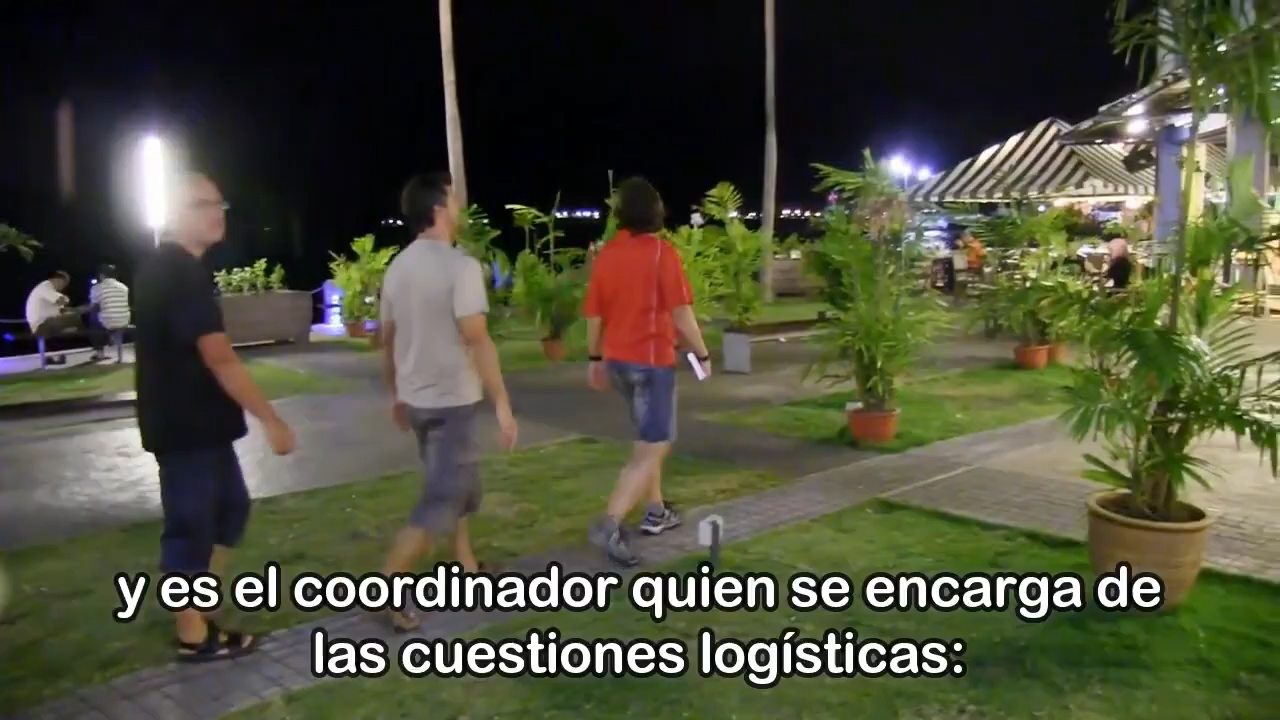 y es el coordinador quien se encarga de
las cuestiones logísticas: